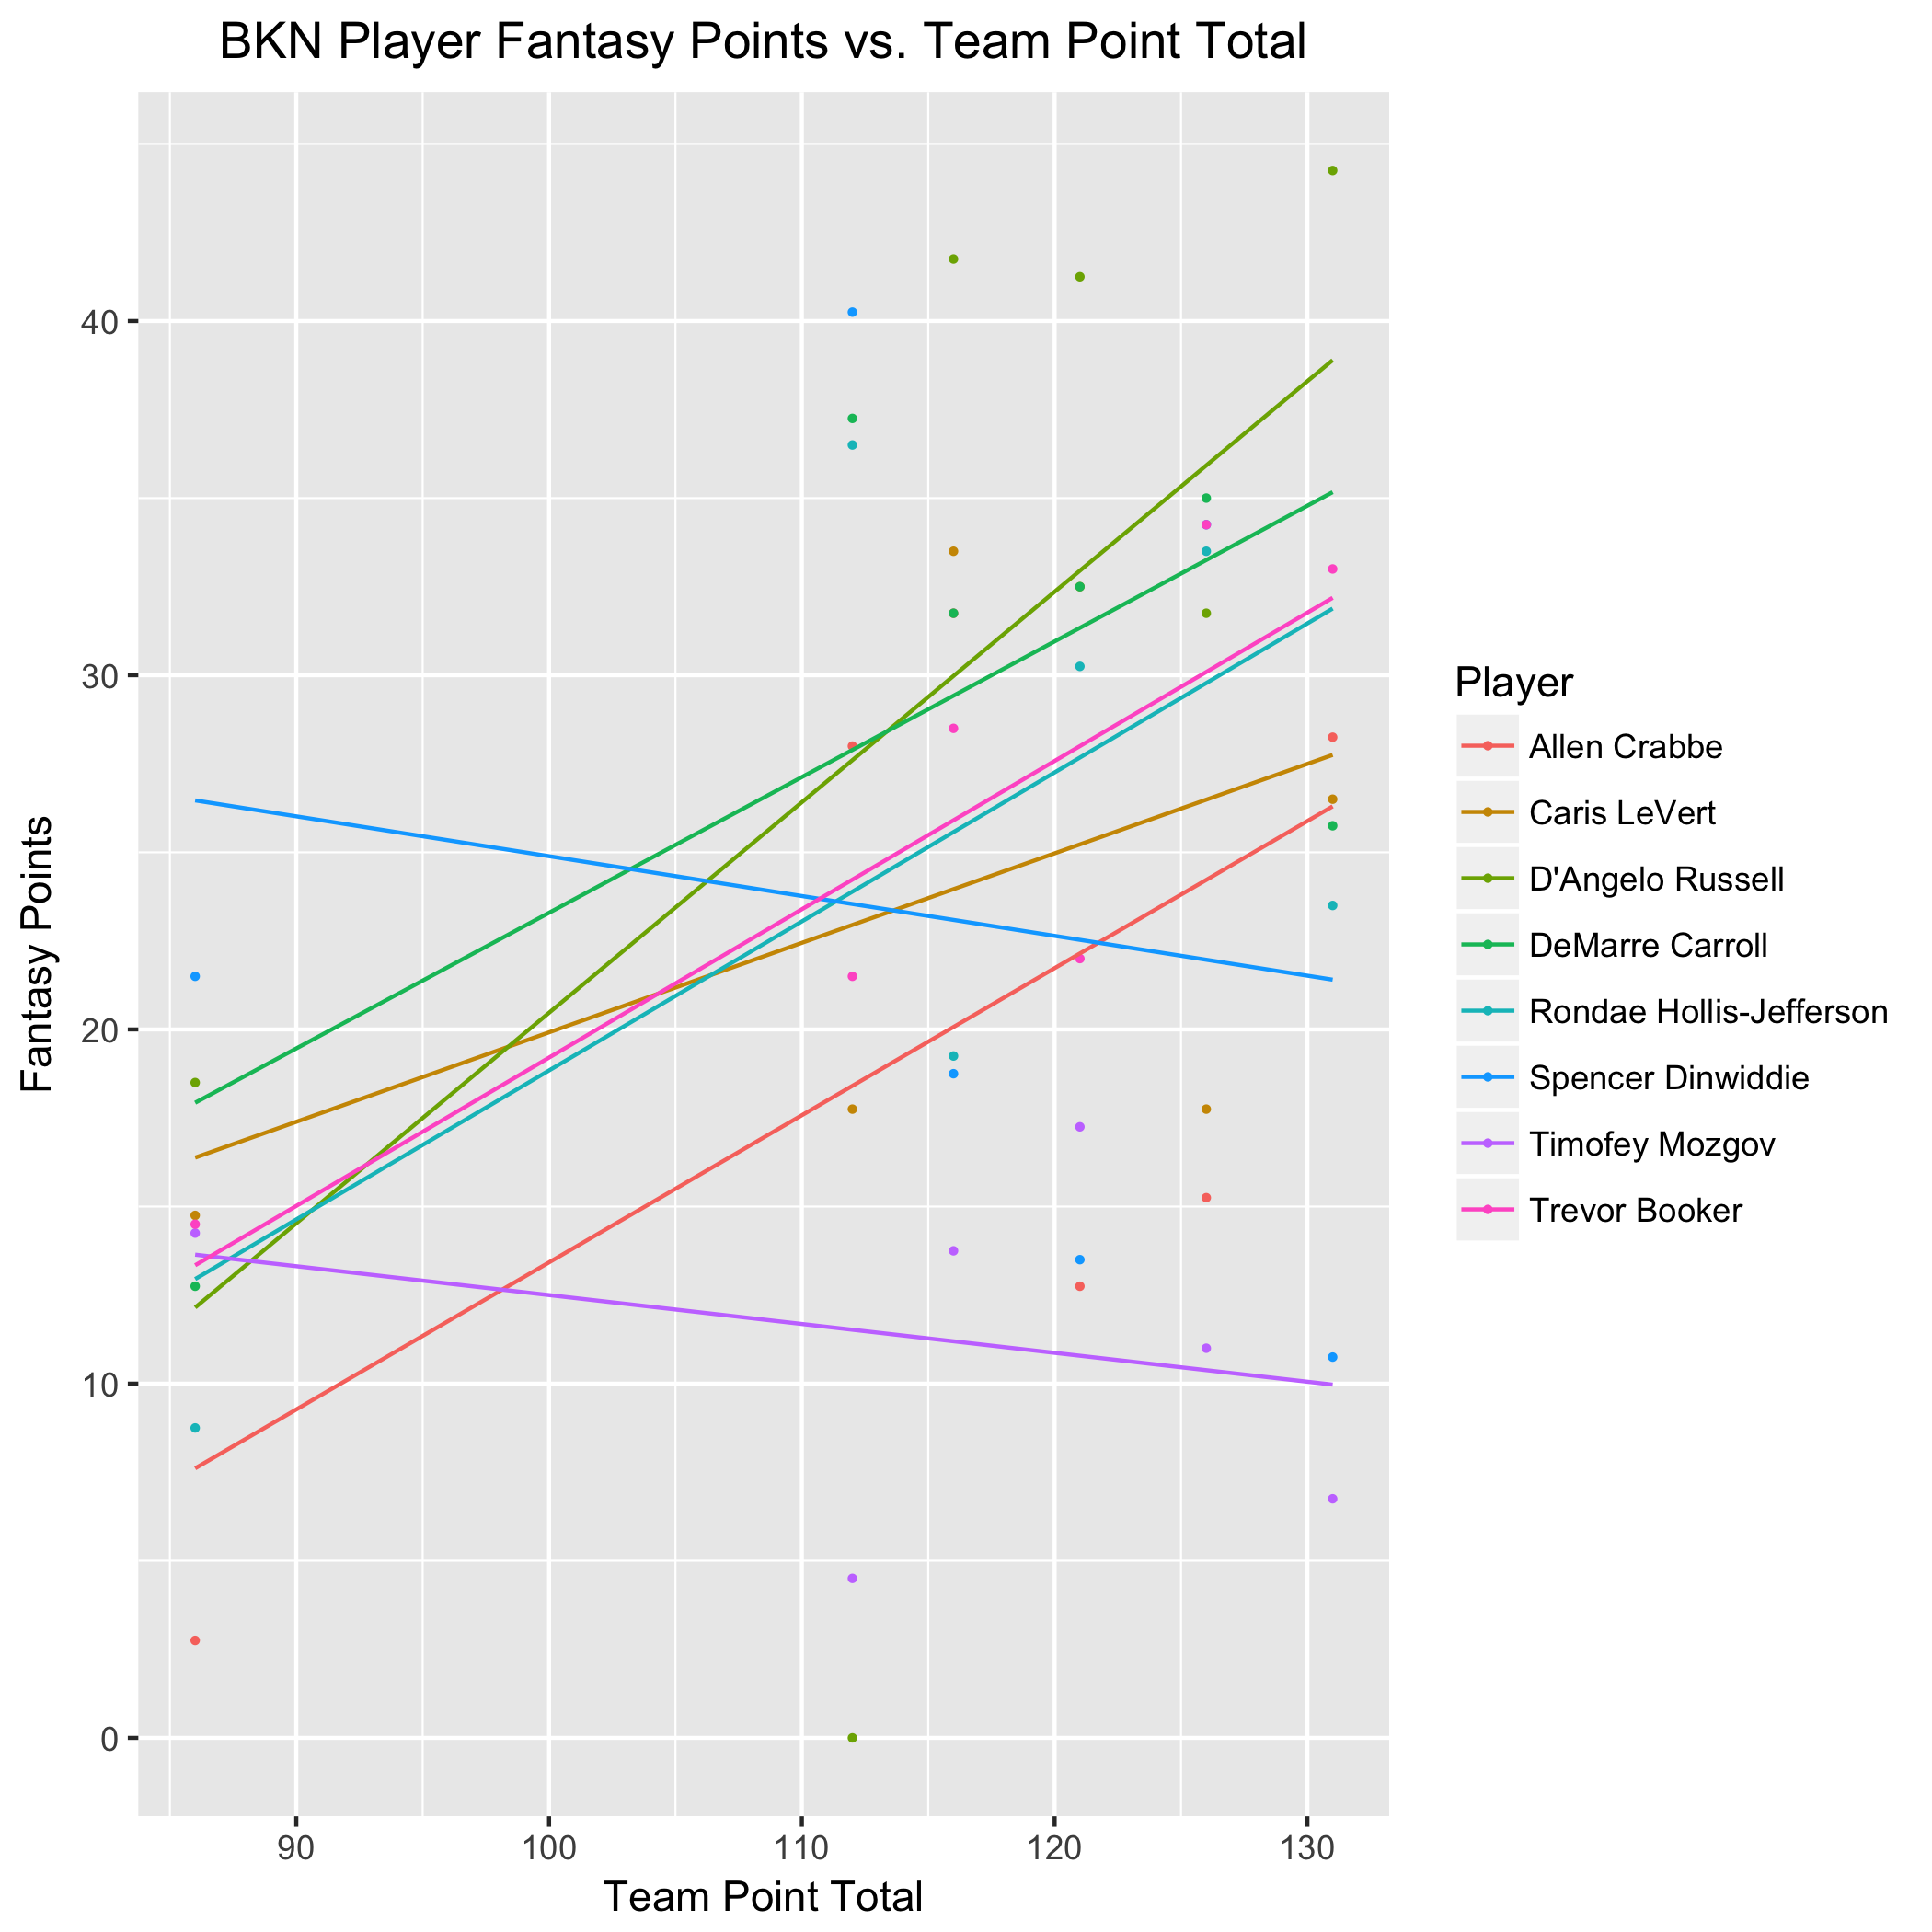 BKN Player Fantasy Points vs. Team Point Total
Fantasy Points
40
30
20
10
0
90
100
110
120
130
Team Point Total
Player
Allen Crabbe
Caris LeVert
D'Angelo Russell
DeMarre Carroll
Rondae Hollis-Jefferson
Spencer Dinwiddie
Timofey Mozgov
Trevor Booker